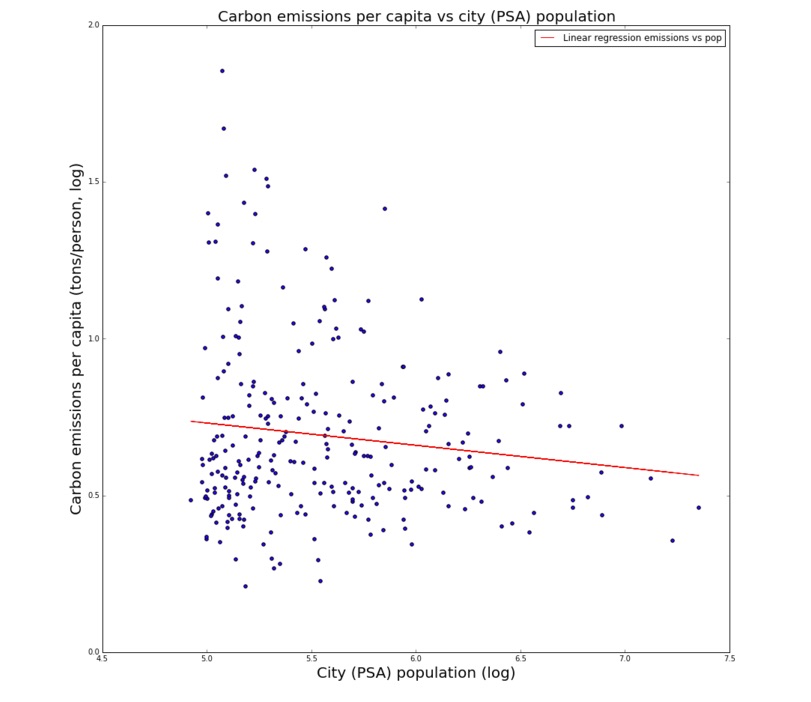 Carbon emissions per capita vs city (PSA) population
Linear regression emissions vs pop
Carbon emissions per capita (tons/person, log)
2.0
1.5
1.0
0.5
0.0
4.5 5.0 5.5 6.0 6.5 7.0 7.5
City (PSA) population (log)